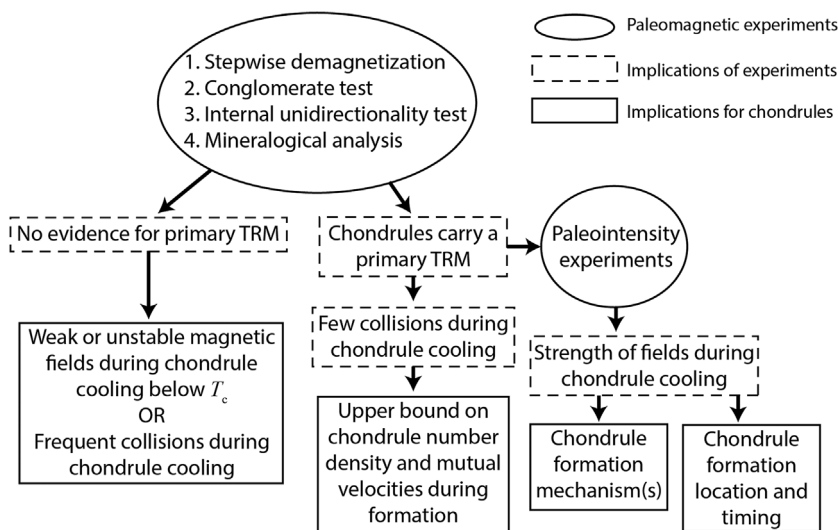 1. Stepwise demagnetization
2. Conglomerate test
3. Internal unidirectionality test
4. Mineralogical analysis
Paleomagnetic experiments
Implications of experiments
Implications for chondrules
No evidence for primary TRM
Chondrules carry a
primary TRM
Paleointensity
experiments
Weak or unstable magnetic
fields during chondrule
cooling below Tc
OR
Frequent collisions during
chondrule cooling
Few collisions during
chondrule cooling
Strength of fields during
chondrule cooling
Upper bound on
chondrule number
density and mutual
velocities during
formation
Chondrule
formation
mechanism(s)
Chondrule
formation
location and
timing